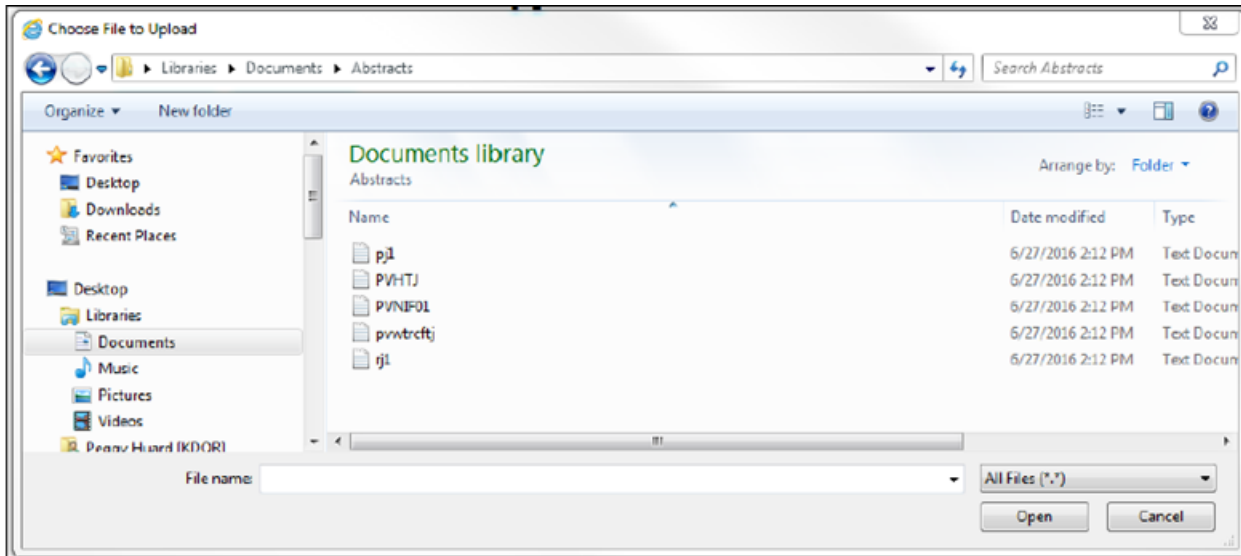 Choose File to Upload
Libraries ▸ Documents ▸ Abstracts
Search Abstracts
Organize
New folder
Favorites
Desktop
Downloads
Recent Places
Desktop
Libraries
Documents
Music
Pictures
Videos
Peggy Huard [KDOR]
Documents library
Abstracts
Arrange by: Folder
Name Date modified Type
pj1 6/27/2016 2:12 PM Text Docum
PVHTJ 6/27/2016 2:12 PM Text Docum
PVNIF01 6/27/2016 2:12 PM Text Docum
pvwtrcftj 6/27/2016 2:12 PM Text Docum
rj1 6/27/2016 2:12 PM Text Docum
File name:
All Files (*.*)
Open Cancel